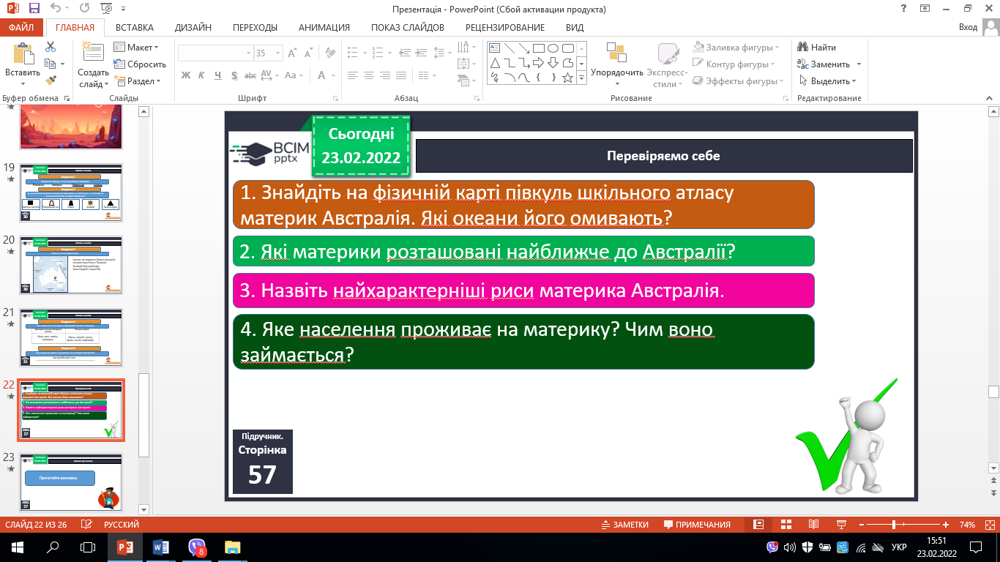 Презентація - PowerPoint (Сбой активации продукта)
ФАЙЛ ГЛАВНАЯ ВСТАВКА ДИЗАЙН ПЕРЕХОДЫ АНИМАЦИЯ ПОКАЗ СЛАЙДОВ РЕЦЕНЗИРОВАНИЕ ВИД Вход
Вставить
Буфер обмена
Создать слайд
Макет
Сбросить
Раздел
Слайды
35
Ж К Ч S abc AV Aa А
Шрифт
Абзац
Упорядочить
Экспресс-стили
Заливка фигуры
Контур фигуры
Эффекты фигуры
Рисование
Найти
Заменить
Выделить
Редактирование
19
20
21
22
23
Прочитайте висновок.
Сьогодні
23.02.2022
ВСІМ
pptx
Перевіряємо себе
1. Знайдіть на фізичній карті півкуль шкільного атласу
материк Австралія. Які океани його омивають?
2. Які материки розташовані найближче до Австралії?
3. Назвіть найхарактерніші риси материка Австралія.
4. Яке населення проживає на материку? Чим воно
займається?
Підручник.
Сторінка
57
СЛАЙД 22 ИЗ 26 РУССКИЙ ЗАМЕТКИ ПРИМЕЧАНИЯ 74%
8
УКР
15:51
23.02.2022